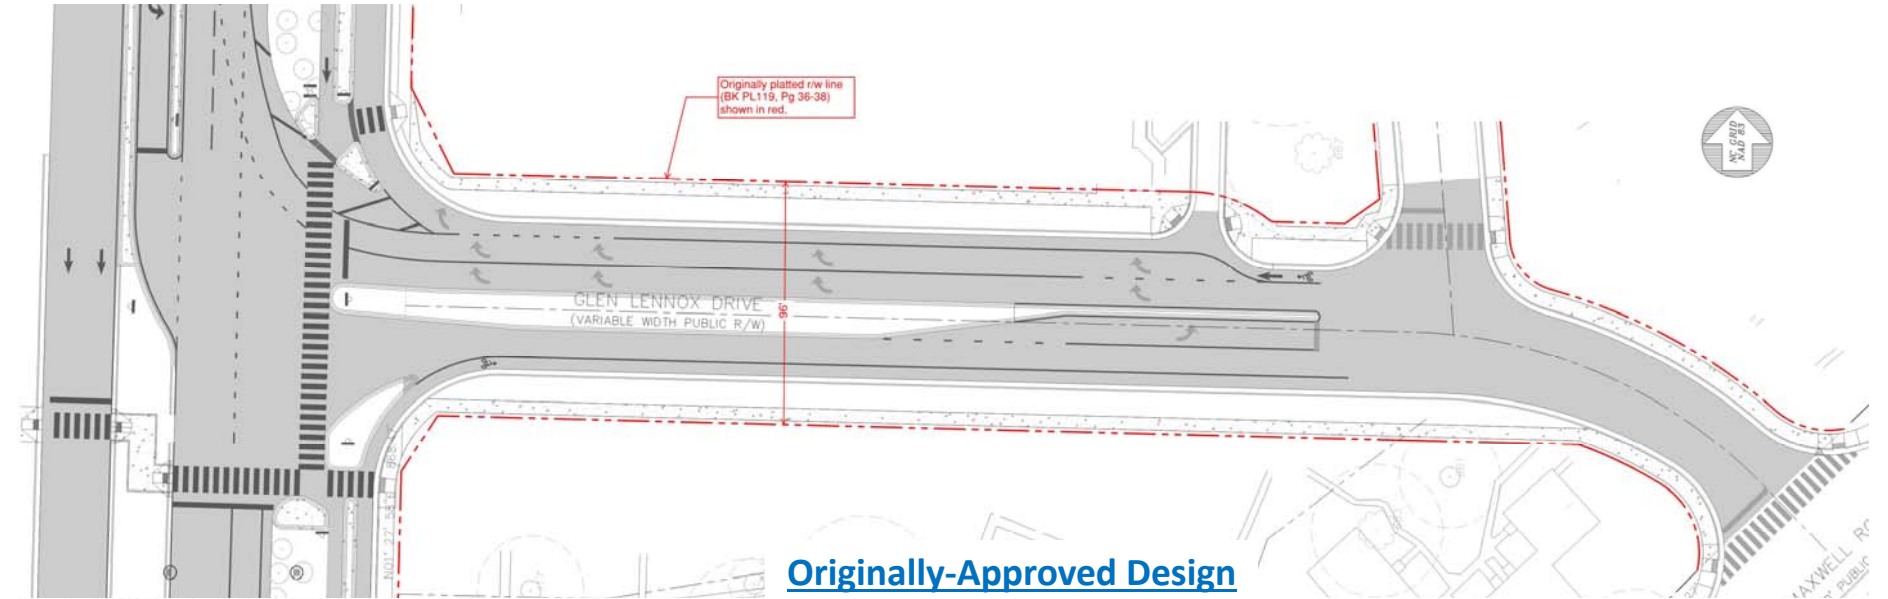 Originally platted r/w line
(BK PL119, Pg 36-38)
shown in red.
NC GRID
NAD 83
GLEN LENNOX DRIVE
(VARIABLE WIDTH PUBLIC R/W)
96'
MAXWELL
PUBLIC
Originally-Approved Design